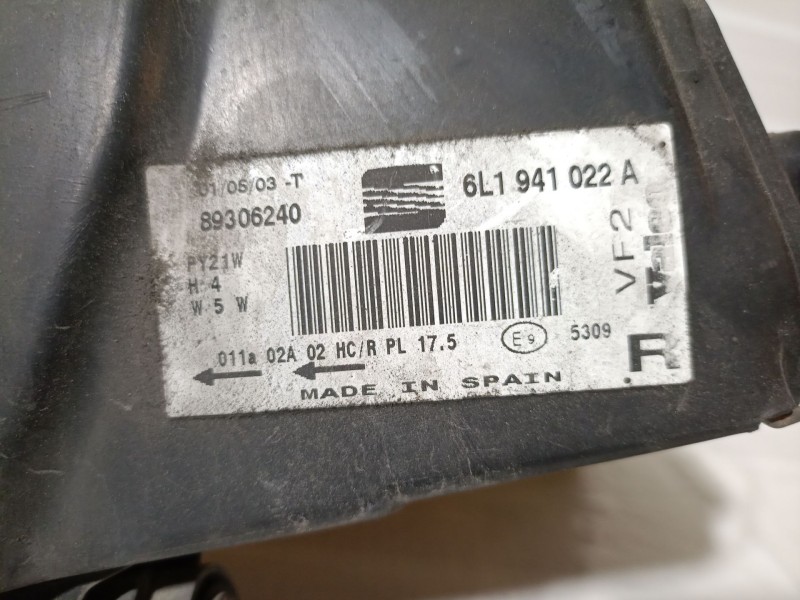 01/05/03 -T
89306240
6L1 941 022 A
PY21W
H 4
W 5 W
VF2
Valeo
011a 02A 02 HC/R PL 17.5
E9
5309
R
MADE IN SPAIN